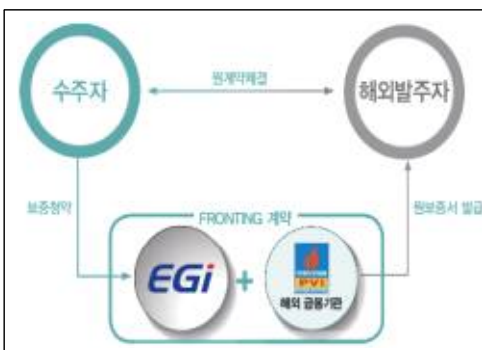 수주자
원계약체결
해외발주자
보증청약
원보증서 발급
FRONTING 계약
EGi
+
PVI
해외 금융기관